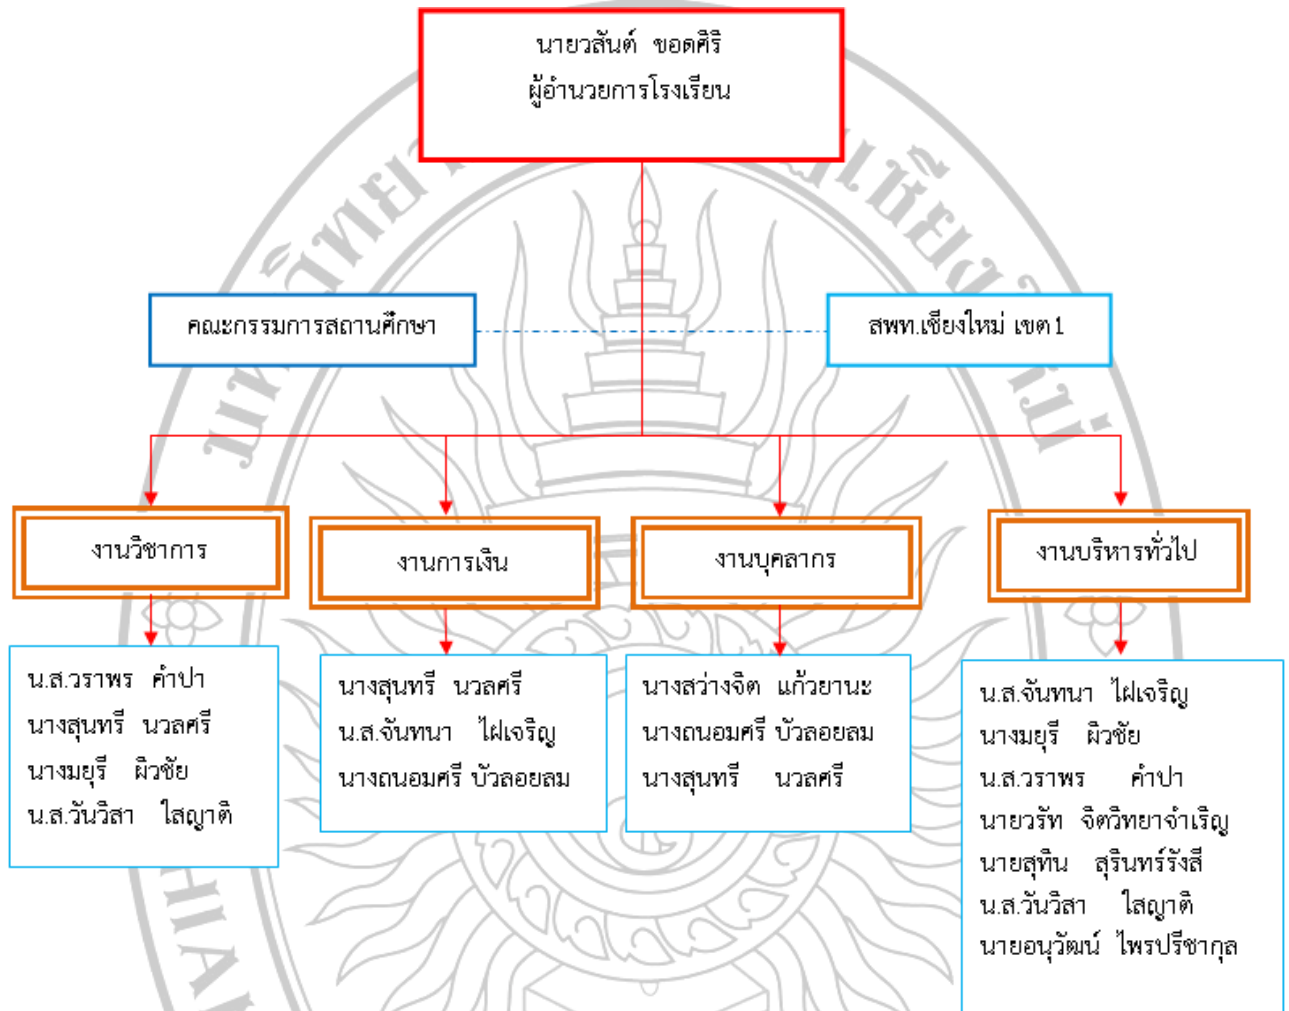 นายวสันต์ ขอดศิริ
ผู้อำนวยการโรงเรียน
คณะกรรมการสถานศึกษา
สพท.เชียงใหม่ เขต1
งานวิชาการ
งานการเงิน
งานบุคลากร
งานบริหารทั่วไป
น.ส.วราพร คำปา
นางสุนทรี นวลศรี
นางมยุรี ผิวชัย
น.ส.วันวิสา ใสญาติ
นางสุนทรี นวลศรี
น.ส.จันทนา ไฝเจริญ
นางถนอมศรี บัวลอยลม
นางสว่างจิต แก้วยานะ
นางถนอมศรี บัวลอยลม
นางสุนทรี นวลศรี
น.ส.จันทนา ไฝเจริญ
นางมยุรี ผิวชัย
น.ส.วราพร คำปา
นายวรัท จิตวิทยาจำเริญ
นายสุทิน สุรินทร์รังสี
น.ส.วันวิสา ใสญาติ
นายอนุวัฒน์ ไพรปรีชากุล